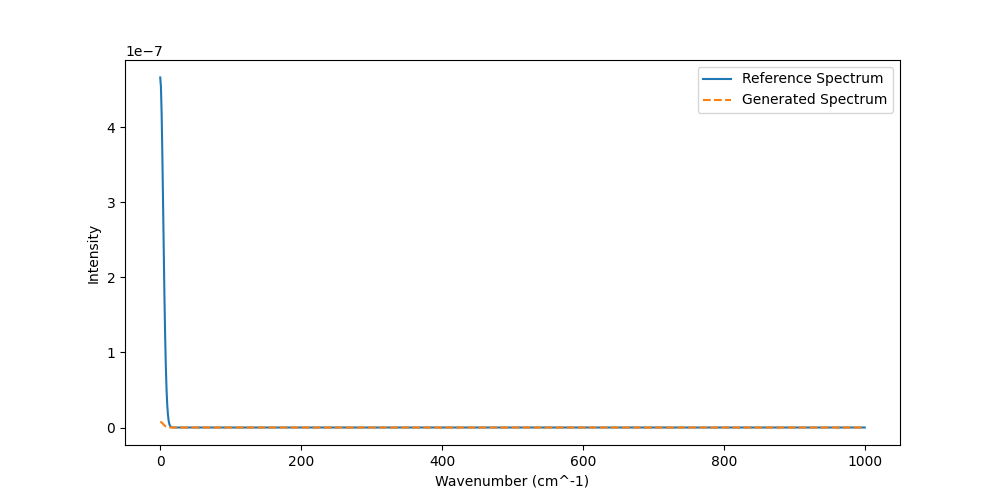 1e−7
Reference Spectrum
Generated Spectrum
4
3
2
1
0
Intensity
0 200 400 600 800 1000
Wavenumber (cm^-1)